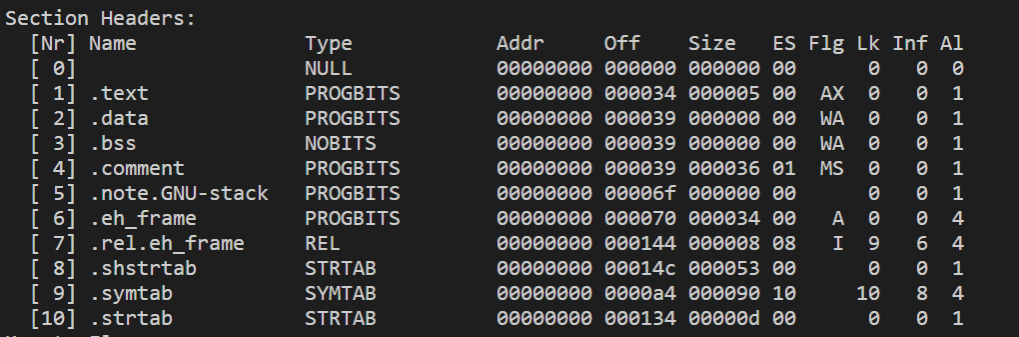 Section Headers:
  [Nr] Name              Type            Addr     Off    Size   ES Flg Lk Inf Al
  [ 0]                   NULL            00000000 000000 000000 00      0   0  0
  [ 1] .text             PROGBITS        00000000 000034 000005 00  AX  0   0  1
  [ 2] .data             PROGBITS        00000000 000039 000000 00  WA  0   0  1
  [ 3] .bss              NOBITS          00000000 000039 000000 00  WA  0   0  1
  [ 4] .comment          PROGBITS        00000000 000039 000036 01  MS  0   0  1
  [ 5] .note.GNU-stack   PROGBITS        00000000 00006f 000000 00      0   0  1
  [ 6] .eh_frame         PROGBITS        00000000 000070 000034 00   A  0   0  4
  [ 7] .rel.eh_frame     REL             00000000 000144 000008 08   I  9   6  4
  [ 8] .shstrtab         STRTAB          00000000 00014c 000053 00      0   0  1
  [ 9] .symtab           SYMTAB          00000000 0000a4 000090 10     10   8  4
  [10] .strtab           STRTAB          00000000 000134 00000d 00      0   0  1